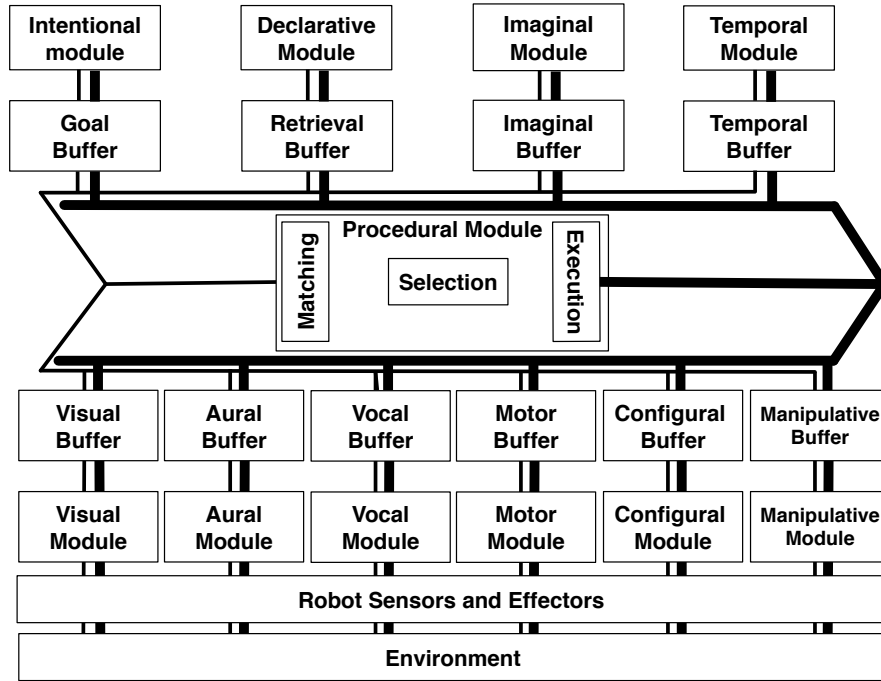 Intentional
module
Declarative
Module
Imaginal
Module
Temporal
Module
Goal
Buffer
Retrieval
Buffer
Imaginal
Buffer
Temporal
Buffer
Procedural Module
Matching
Selection
Execution
Visual
Buffer
Aural
Buffer
Vocal
Buffer
Motor
Buffer
Configural
Buffer
Manipulative
Buffer
Visual
Module
Aural
Module
Vocal
Module
Motor
Module
Configural
Module
Manipulative
Module
Robot Sensors and Effectors
Environment